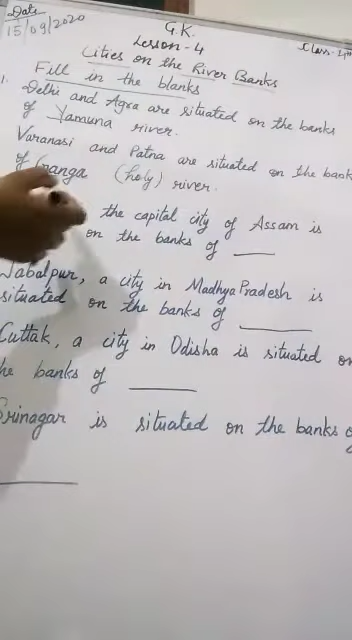 Date
15/09/2020
G.K.
Lesson-4
Class-4th
Cities on the River Banks
Fill in the blanks
1.
Delhi and Agra are situated on the banks
of Yamuna river.
Varanasi and Patna are situated on the bank
of Ganga (holy) river.
the capital city of Assam is
on the banks of
Jabalpur, a city in Madhya Pradesh is
situated on the banks of
Cuttak, a city in Odisha is situated on
he banks of
Srinagar is situated on the banks o